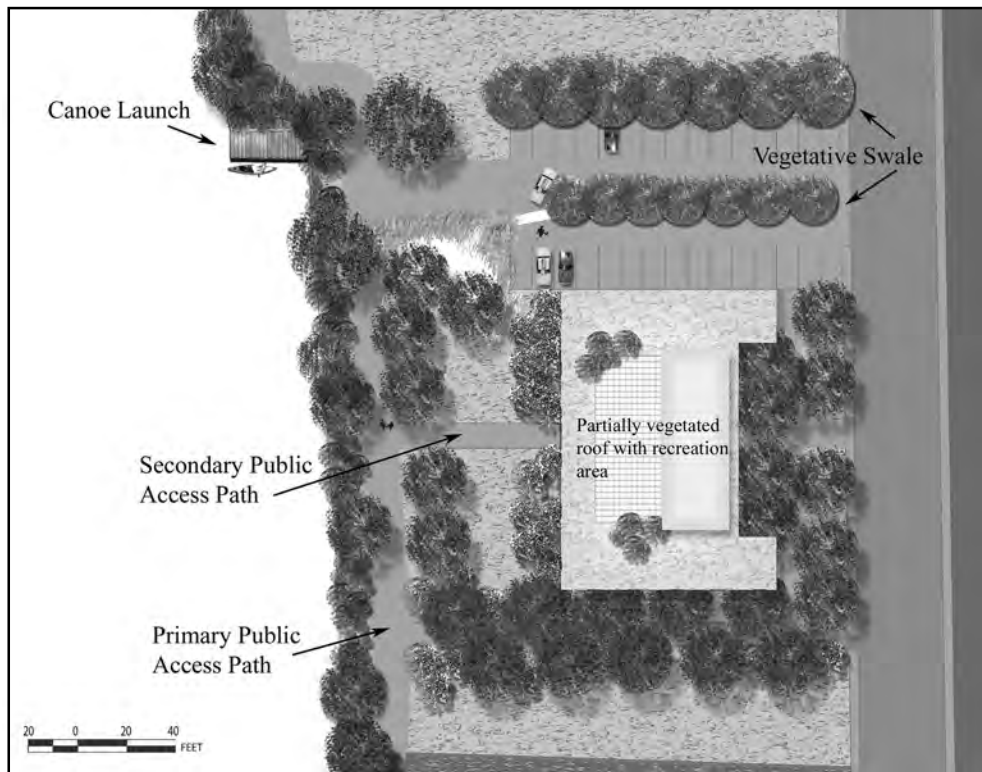 Canoe Launch
Vegetative Swale
Partially vegetated
roof with recreation
area
Secondary Public
Access Path
Primary Public
Access Path
20 0 20 40
FEET